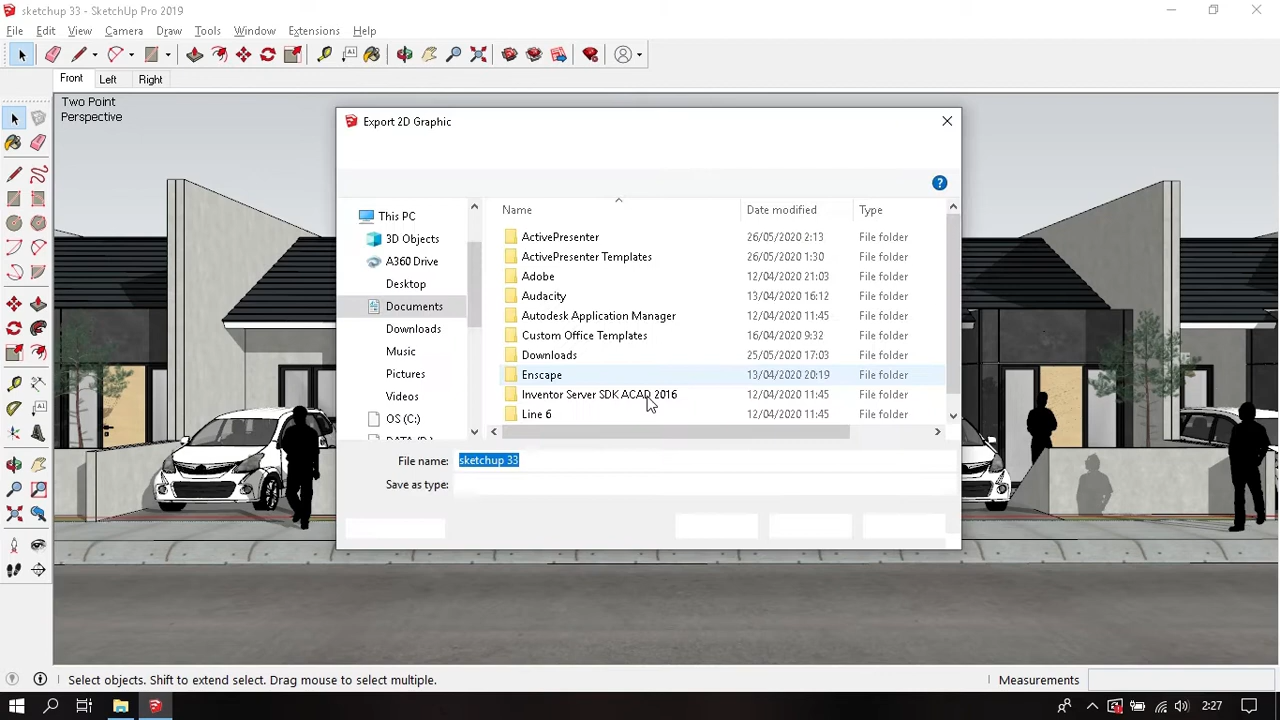 sketchup 33 - SketchUp Pro 2019
File Edit View Camera Draw Tools Window Extensions Help
Front Left Right
Two Point
Perspective
Export 2D Graphic
This PC
3D Objects
A360 Drive
Desktop
Documents
Downloads
Music
Pictures
Videos
OS (C:)
Name Date modified Type
ActivePresenter 26/05/2020 2:13 File folder
ActivePresenter Templates 26/05/2020 1:30 File folder
Adobe 12/04/2020 21:03 File folder
Audacity 13/04/2020 16:12 File folder
Autodesk Application Manager 12/04/2020 11:45 File folder
Custom Office Templates 16/04/2020 9:32 File folder
Downloads 25/05/2020 17:03 File folder
Enscape 13/04/2020 20:19 File folder
Inventor Server SDK ACAD 2016 12/04/2020 11:45 File folder
Line 6 12/04/2020 11:45 File folder
File name: sketchup 33
Save as type:
Select objects. Shift to extend select. Drag mouse to select multiple. Measurements
2:27